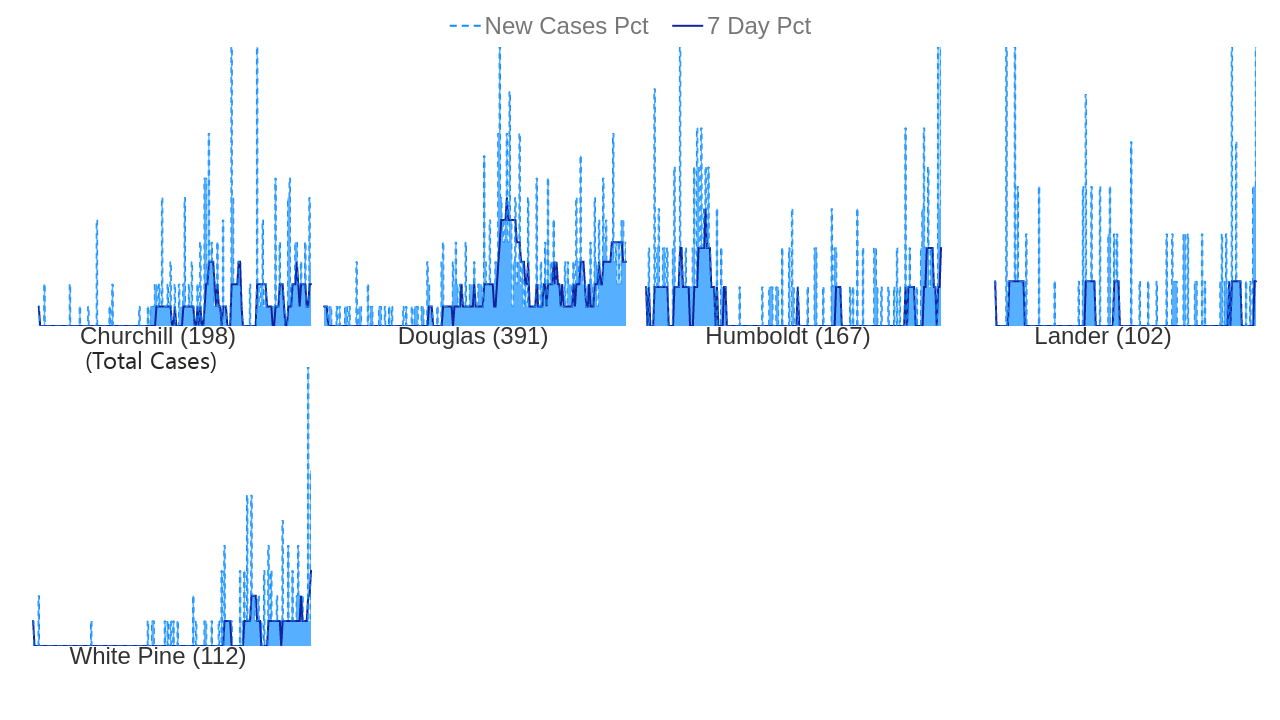 New Cases Pct 7 Day Pct
Churchill (198) Douglas (391) Humboldt (167) Lander (102)
(Total Cases)
White Pine (112)